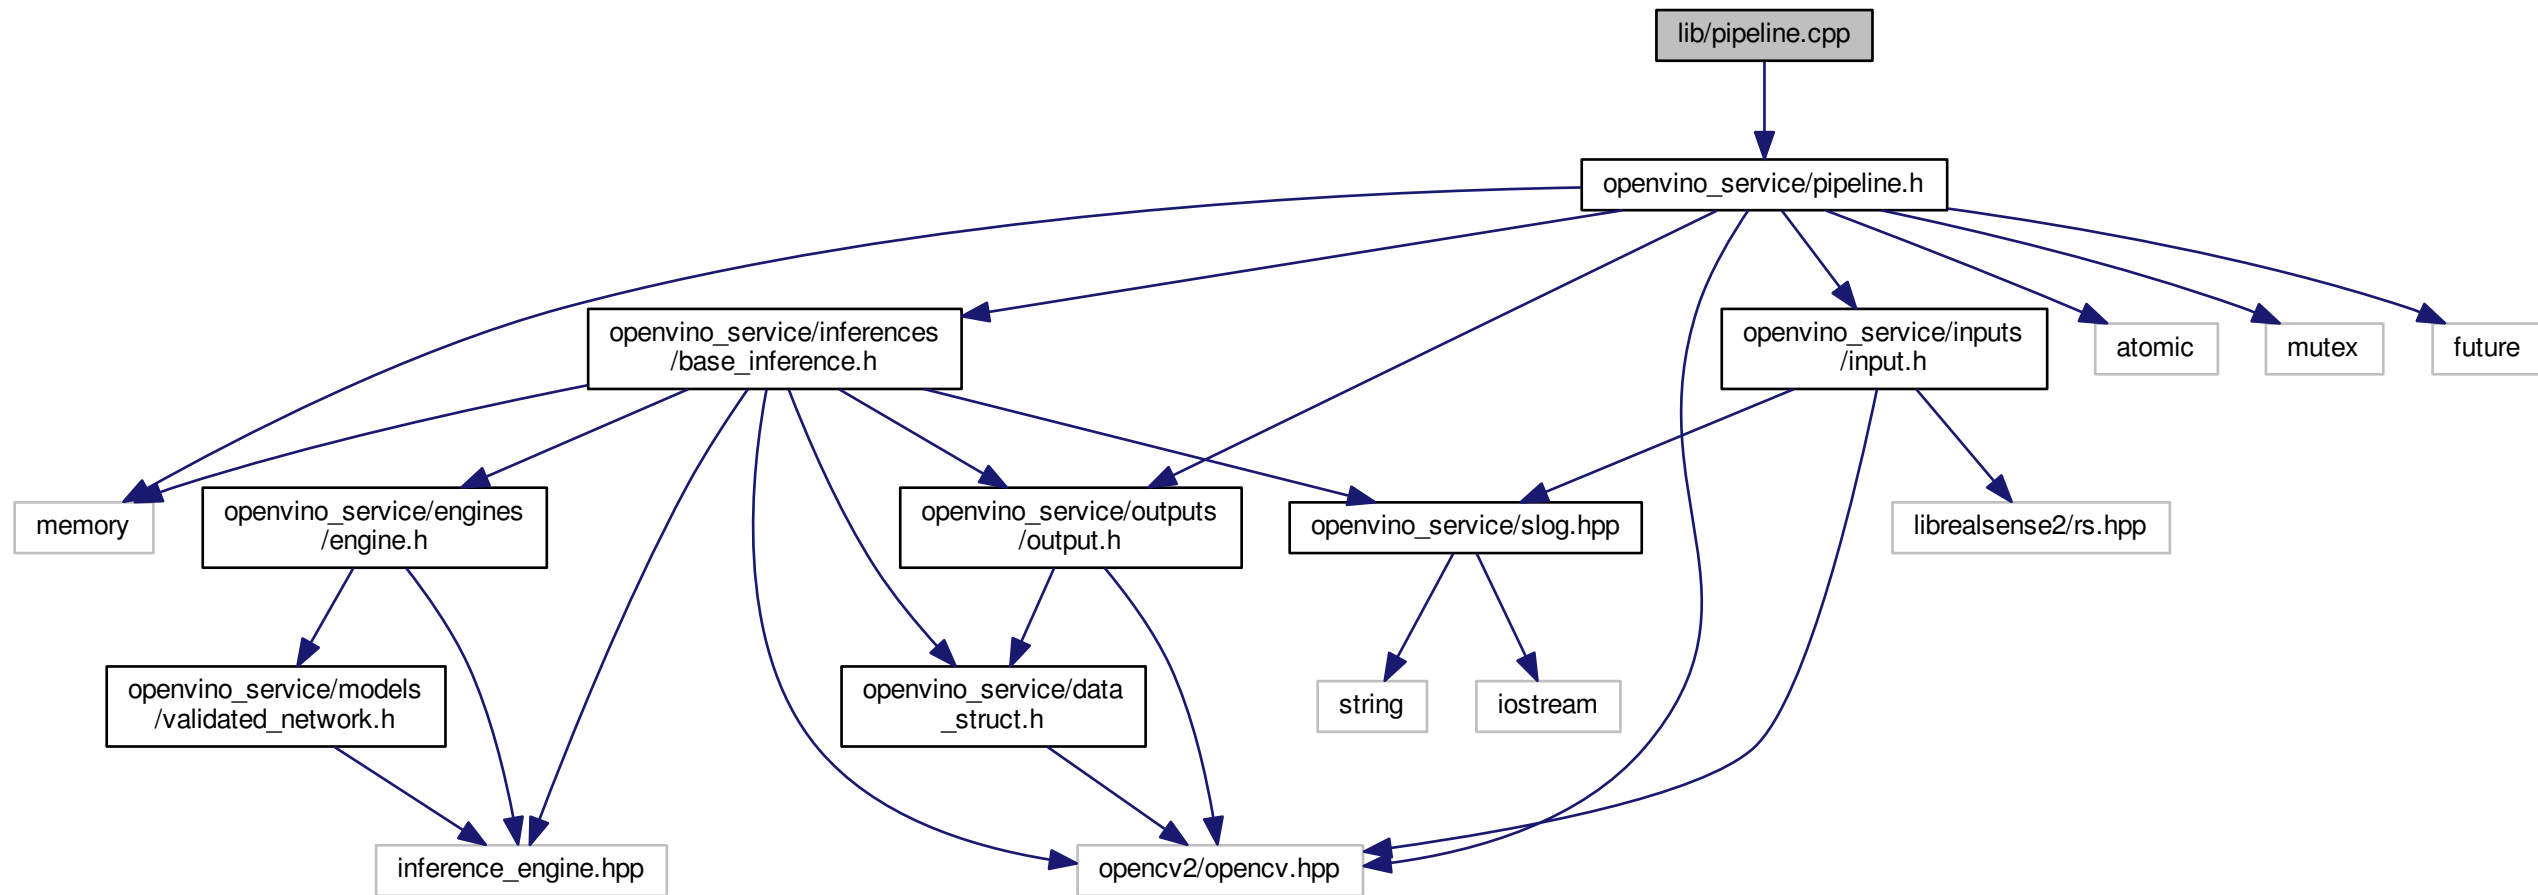 lib/pipeline.cpp
openvino_service/pipeline.h
openvino_service/inferences
/base_inference.h
openvino_service/inputs
/input.h
atomic
mutex
future
memory
openvino_service/engines
/engine.h
openvino_service/outputs
/output.h
openvino_service/slog.hpp
librealsense2/rs.hpp
openvino_service/models
/validated_network.h
openvino_service/data
_struct.h
string
iostream
inference_engine.hpp
opencv2/opencv.hpp